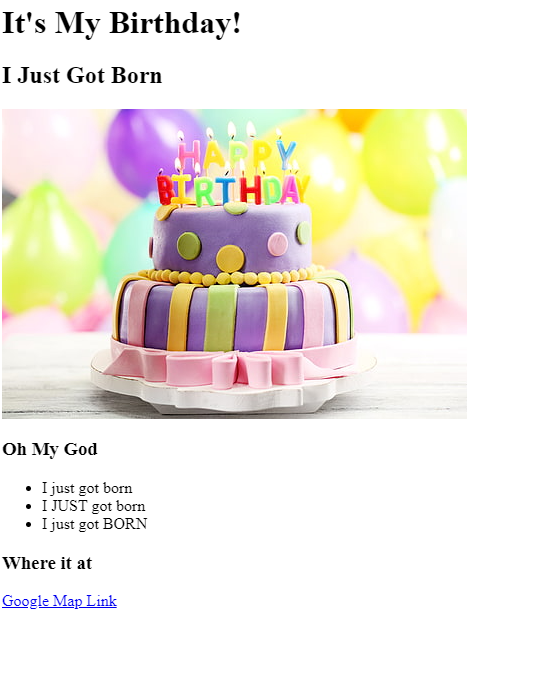 It's My Birthday!
I Just Got Born
HAPPY
BIRTHDAY
Oh My God
I just got born
I JUST got born
I just got BORN
Where it at
Google Map Link